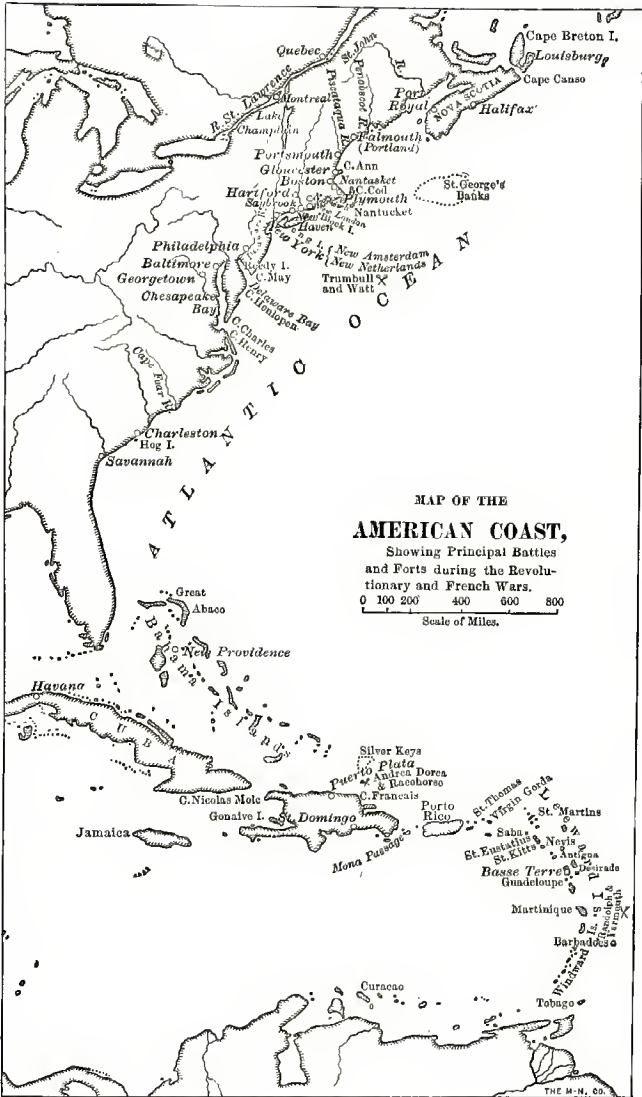 Cape Breton I.
Louisburg
Cape Canso
Quebec
St. John
R.
Penobscot R.
Piscataqua R.
Port
Royal
NOVA SCOTIA
Halifax
R. St. Lawrence
Montreal
Lake
Champlain
Falmouth
(Portland)
Portsmouth
C. Ann
Gloucester
Boston
Nantasket
C. Cod
St. George's
Banks
Hartford
Plymouth
Saybrook
Nantucket
London
New
Block I.
Haven
Long I.
New York
New Amsterdam
New Netherlands
Philadelphia
Baltimore
Reedy I.
C. May
Georgetown
Trumbull
and Watt
Chesapeake
Bay
Delaware Bay
C. Henlopen
C. Charles
C. Henry
ATLANTIC OCEAN
Cape Fear R.
Charleston
Hog I.
Savannah
MAP OF THE
AMERICAN COAST,
Showing Principal Battles
and Forts during the Revolu-
tionary and French Wars.
0 100 200 400 600 800
Scale of Miles.
Great
Abaco
Bahama Islands
New Providence
Havana
CUBA
Silver Keys
Puerto Plata
Andrea Dorea
& Racehorse
C. Nicolas Mole
C. Francais
Gonaive I.
St. Domingo
Porto
Rico
St. Thomas
Virgin Gorda
Leeward Is.
St. Martins
Jamaica
Mona Passage
Saba
St. Eustatius
St. Kitts
Nevis
Antigua
Basse Terre
Desirade
Guadeloupe
Martinique
Randolph &
Yarmouth
Barbadoes
Windward Is.
Curacao
Tobago
THE M.-N. CO.